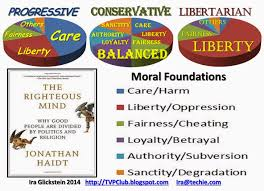 PROGRESSIVE CONSERVATIVE LIBERTARIAN
Others
Fairness Care
Liberty
SANCTITY CARE
AUTHORITY LIBERTY
LOYALTY FAIRNESS
BALANCED
OTHERS
FAIRNESS
LIBERTY
THE
RIGHTEOUS
MIND
WHY GOOD
PEOPLE ARE DIVIDED
BY POLITICS
AND RELIGION
JONATHAN
HAIDT
Moral Foundations
Care/Harm
Liberty/Oppression
Fairness/Cheating
Loyalty/Betrayal
Authority/Subversion
Sanctity/Degradation
Ira Glickstein 2014 http://TVPClub.blogspot.com ira@techie.com